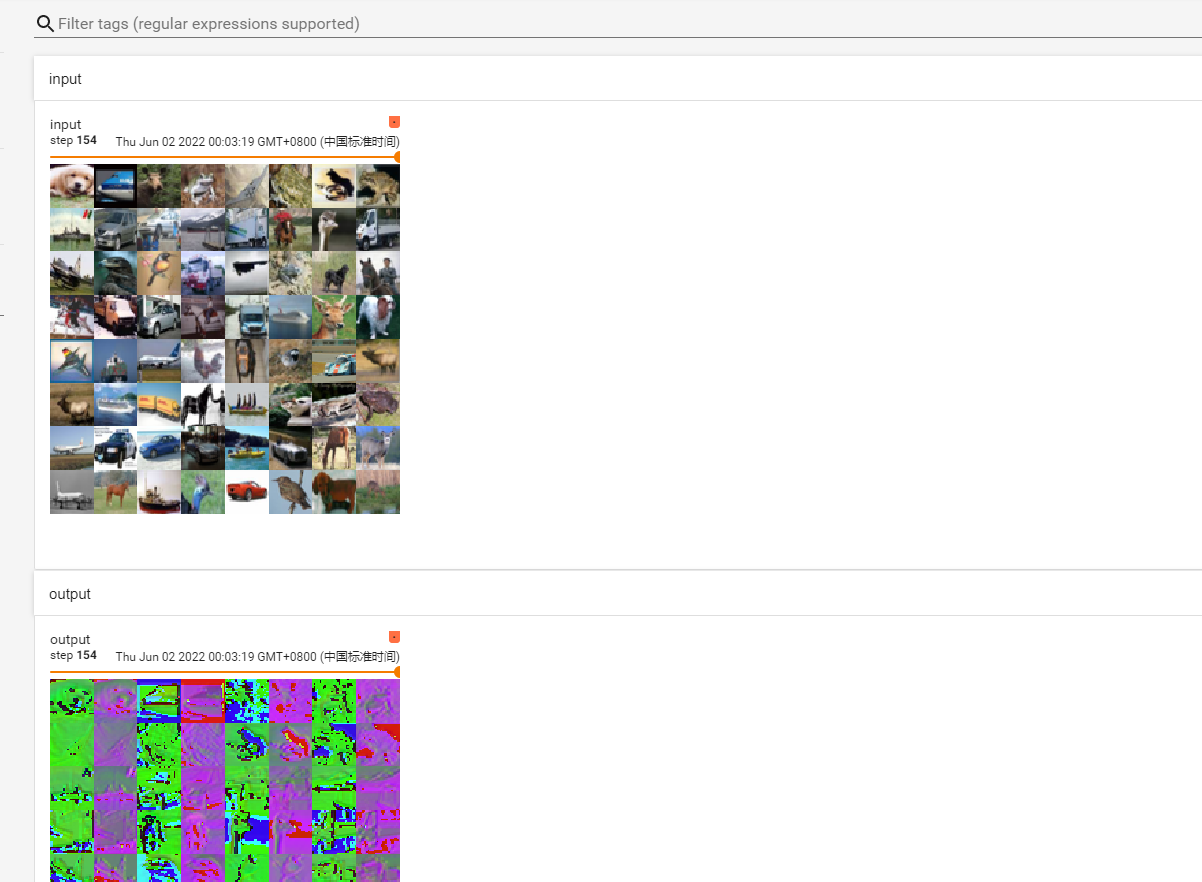 Filter tags (regular expressions supported)
input
input
step 154 Thu Jun 02 2022 00:03:19 GMT+0800 (中国标准时间)
output
output
step 154 Thu Jun 02 2022 00:03:19 GMT+0800 (中国标准时间)